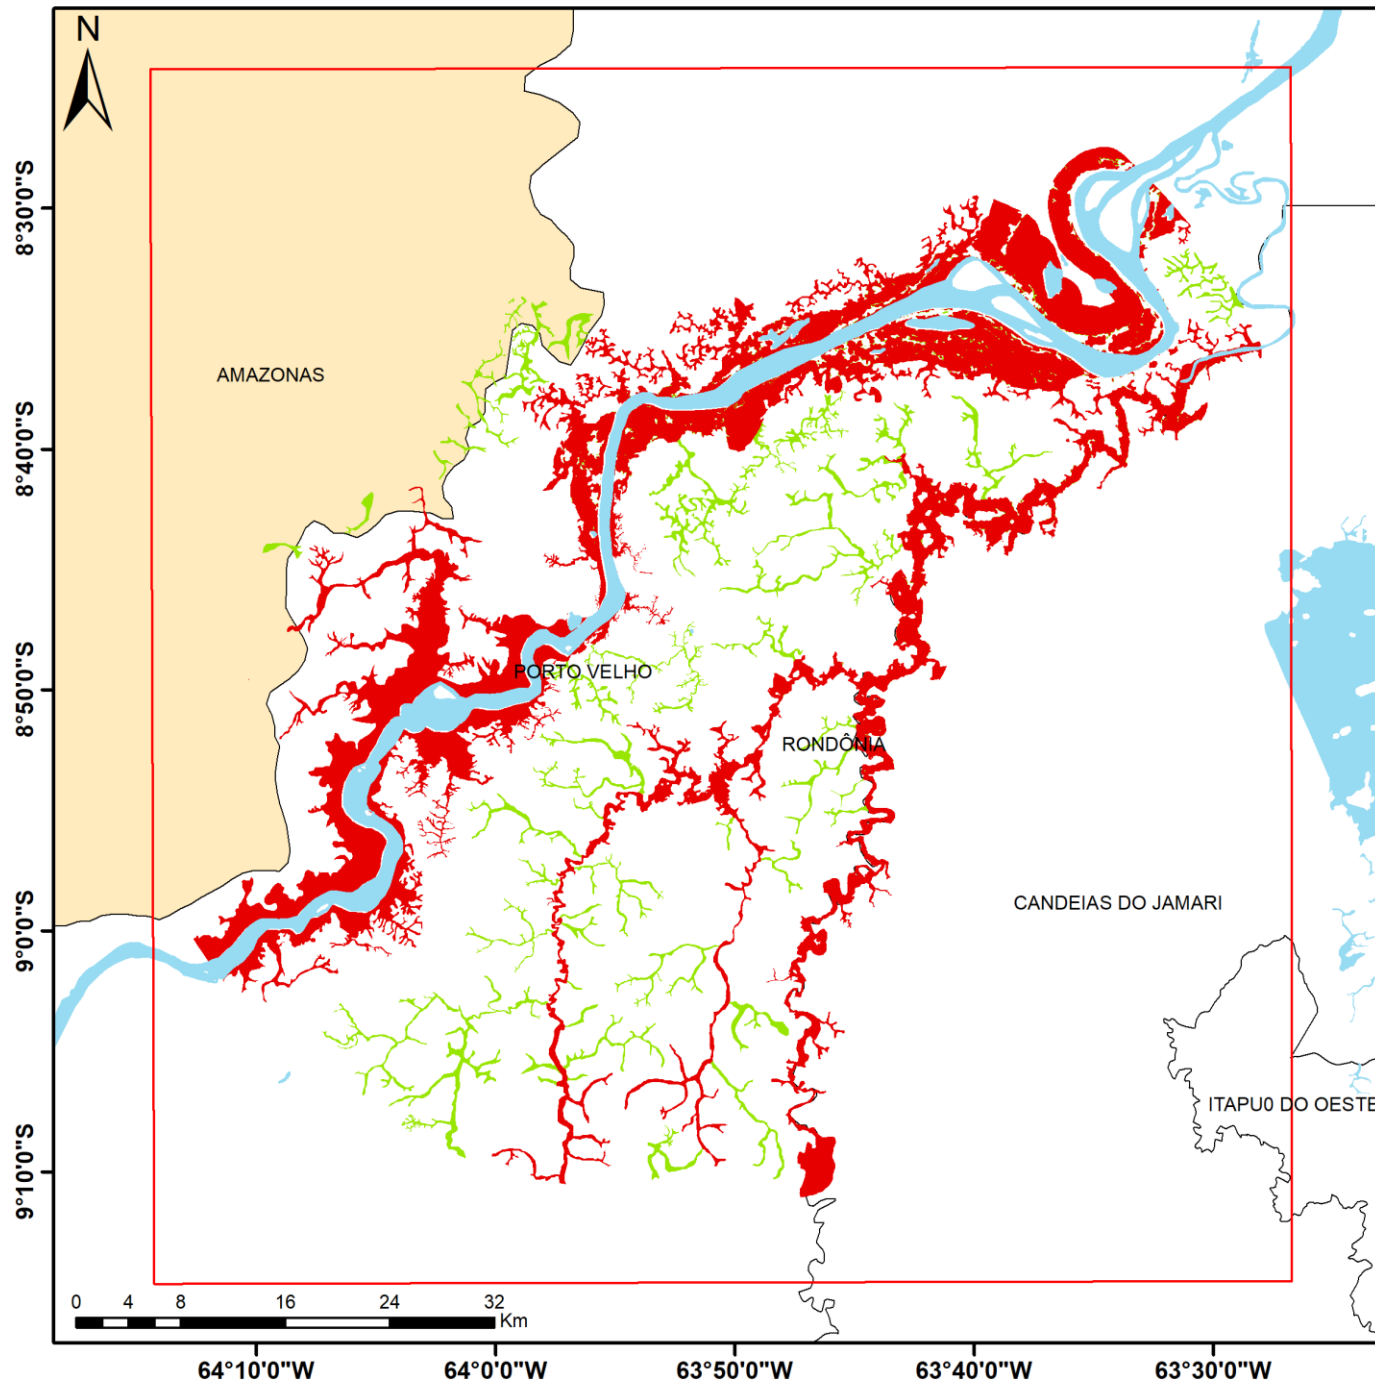 N
8°30'0"S
AMAZONAS
8°40'0"S
PORTO VELHO
8°50'0"S
RONDÔNIA
CANDEIAS DO JAMARI
9°0'0"S
ITAPU0 DO OESTE
9°10'0"S
0 4 8 16 24 32
Km
64°10'0"W 64°0'0"W 63°50'0"W 63°40'0"W 63°30'0"W